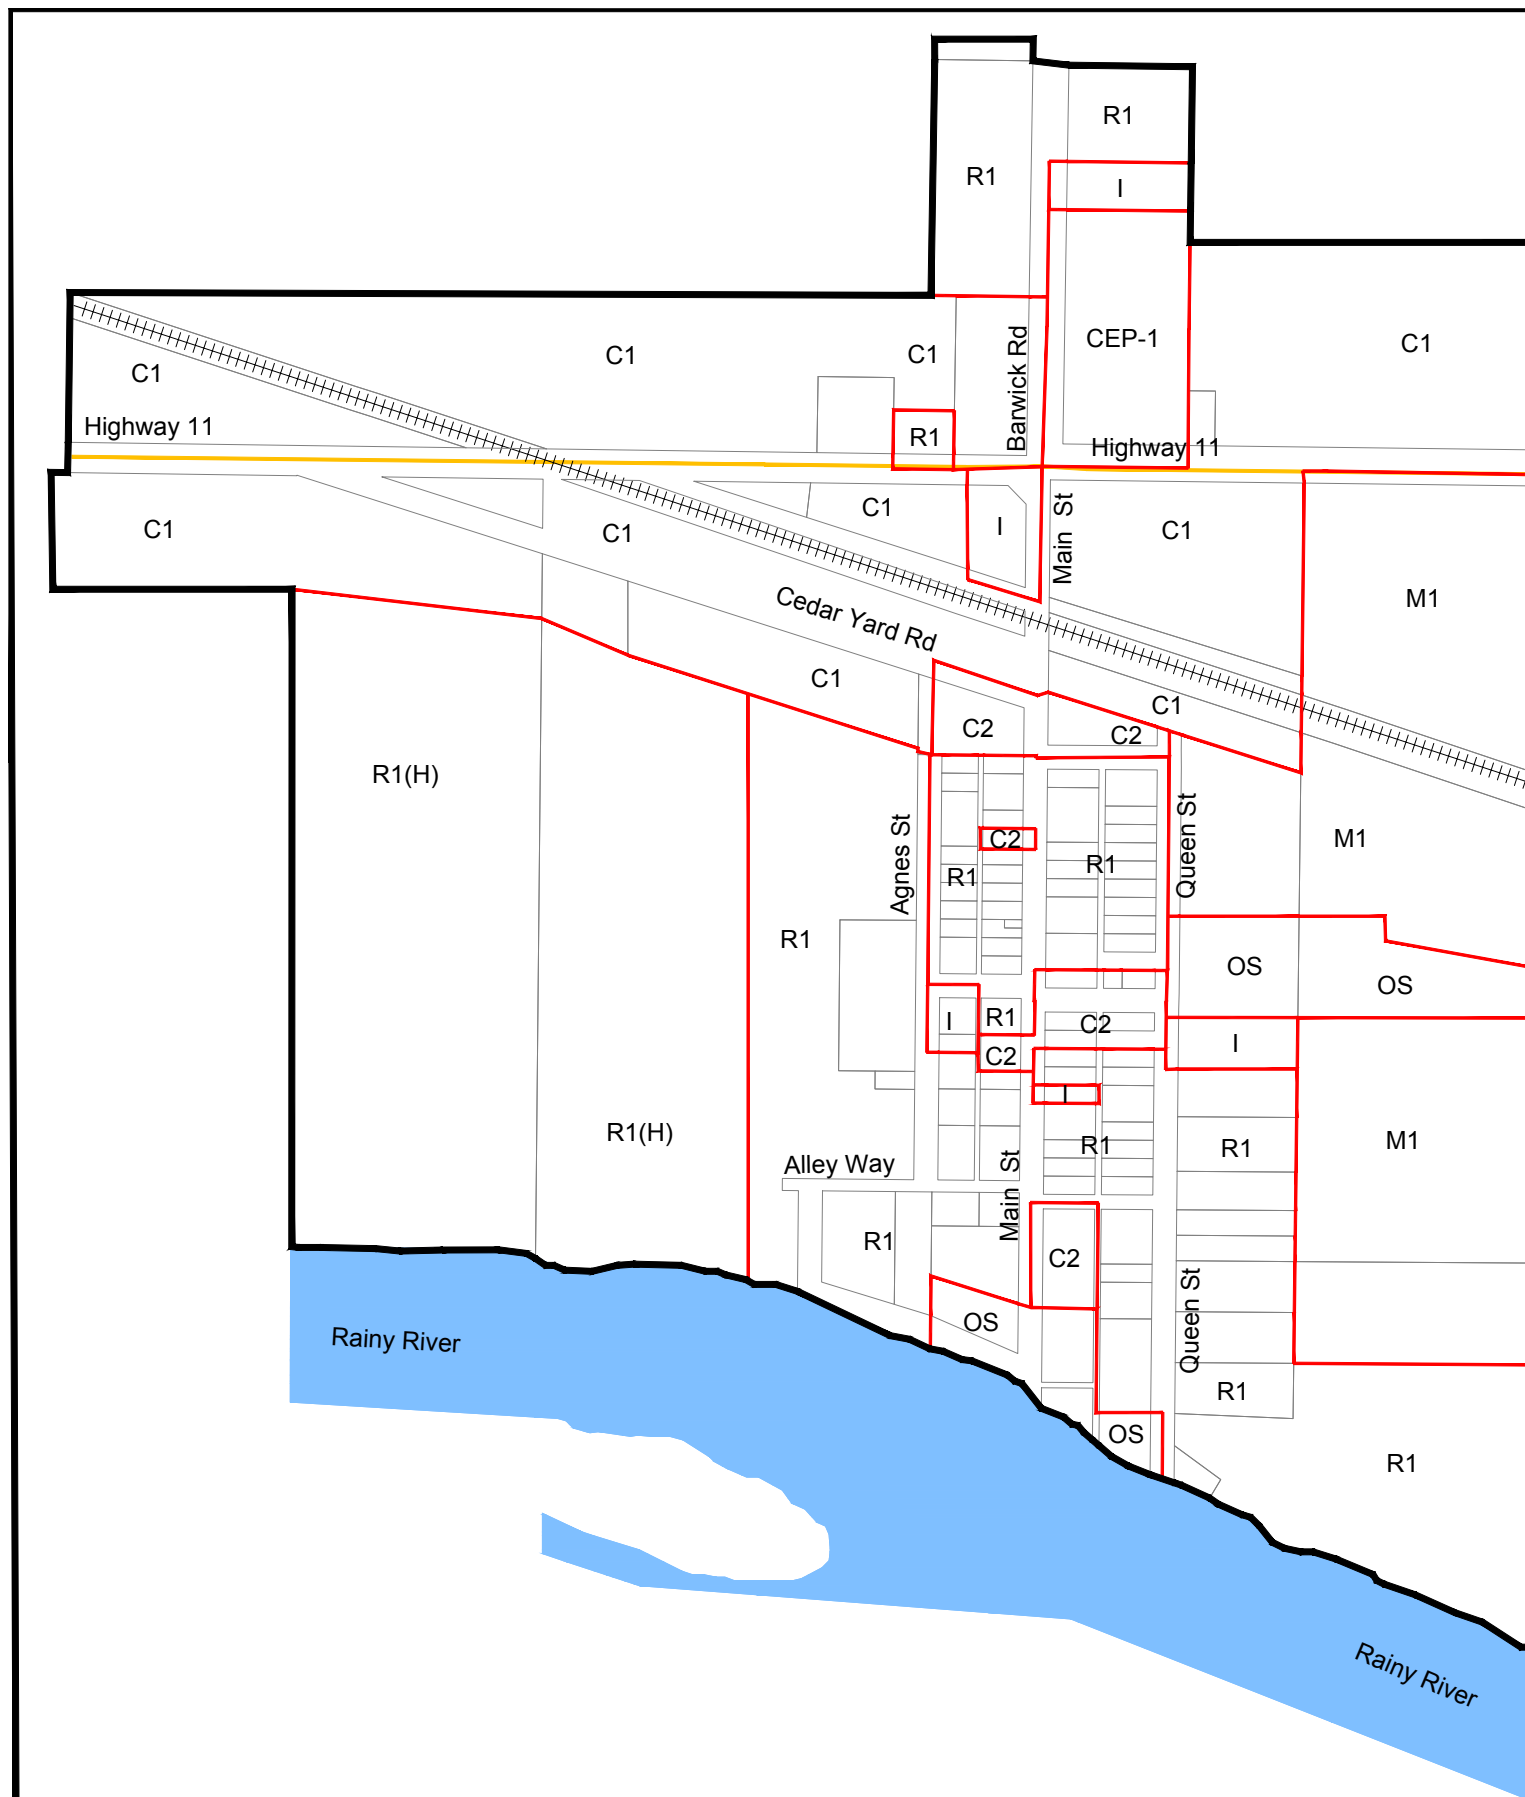 R1
R1
I
CEP-1
C1
C1
C1
C1
Barwick Rd
Highway 11
R1
Highway 11
C1
I
Main St
C1
C1
C1
M1
Cedar Yard Rd
C1
C1
C2
C2
R1(H)
Agnes St
C2
R1
R1
Queen St
M1
R1
OS
OS
I
R1
C2
C2
I
I
R1(H)
R1
R1
M1
Alley Way
Main St
R1
C2
Queen St
OS
R1
OS
R1
Rainy River
Rainy River